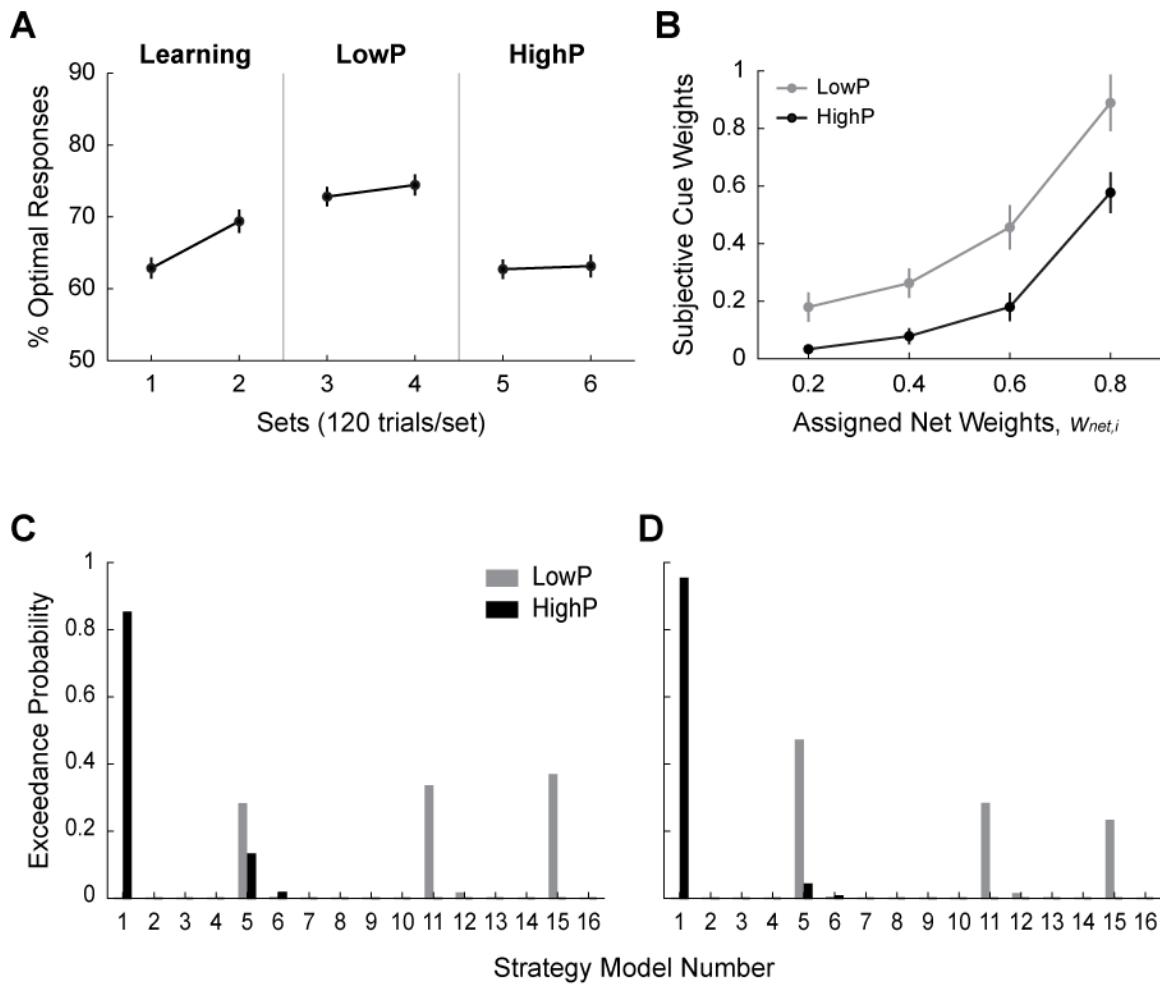 A
Learning LowP HighP
90
80
70
60
50
% Optimal Responses
1 2 3 4 5 6
Sets (120 trials/set)
B
LowP
HighP
1
0.8
0.6
0.4
0.2
0
Subjective Cue Weights
0.2 0.4 0.6 0.8
Assigned Net Weights, wnet,i
C
LowP
HighP
1
0.8
0.6
0.4
0.2
0
Exceedance Probability
1 2 3 4 5 6 7 8 9 10 11 12 13 14 15 16
D
1 2 3 4 5 6 7 8 9 10 11 12 13 14 15 16
Strategy Model Number